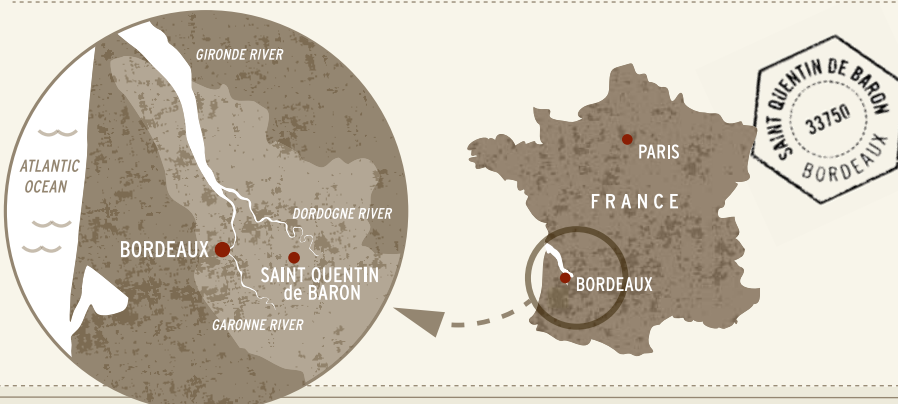 GIRONDE RIVER
ATLANTIC
OCEAN
DORDOGNE RIVER
BORDEAUX
SAINT QUENTIN
de BARON
GARONNE RIVER
PARIS
FRANCE
BORDEAUX
SAINT QUENTIN DE BARON
33750
BORDEAUX